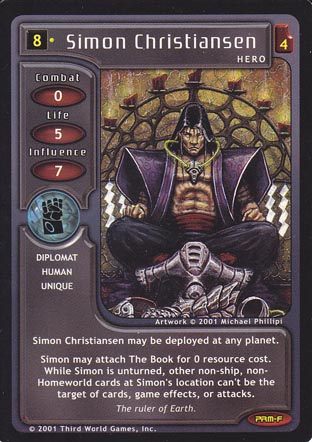 8 Simon Christiansen 4
HERO
Combat
0
Life
5
Influence
7
DIPLOMAT
HUMAN
UNIQUE
Artwork © 2001 Michael Phillipi
Simon Christiansen may be deployed at any planet.
Simon may attach The Book for 0 resource cost.
While Simon is unturned, other non-ship, non-
Homeworld cards at Simon's location can't be the
target of cards, game effects, or attacks.
The ruler of Earth.
© 2001 Third World Games, Inc.
PRM-F